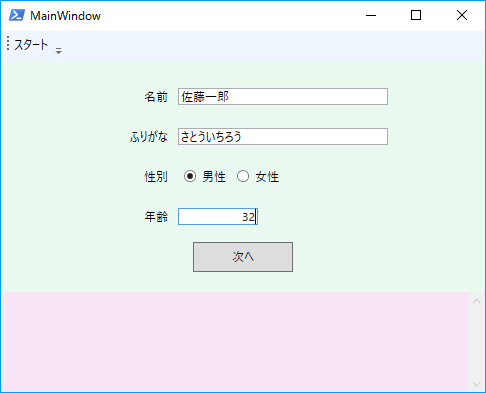 MainWindow
スタート
名前 佐藤一郎
ふりがな さとういちろう
性別 男性 女性
年齢 32
次へ